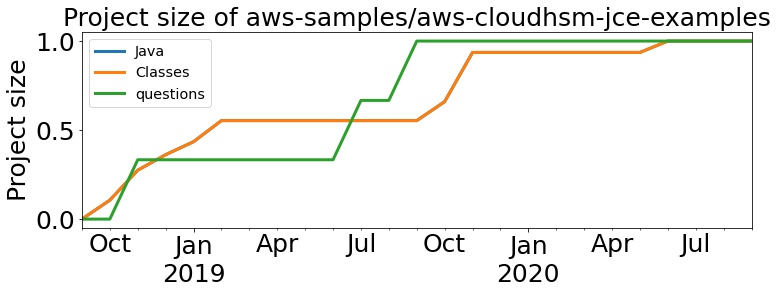 Project size of aws-samples/aws-cloudhsm-jce-examples
Project size
1.0
0.5
0.0
Java
Classes
questions
Oct
Jan
2019
Apr
Jul
Oct
Jan
2020
Apr
Jul